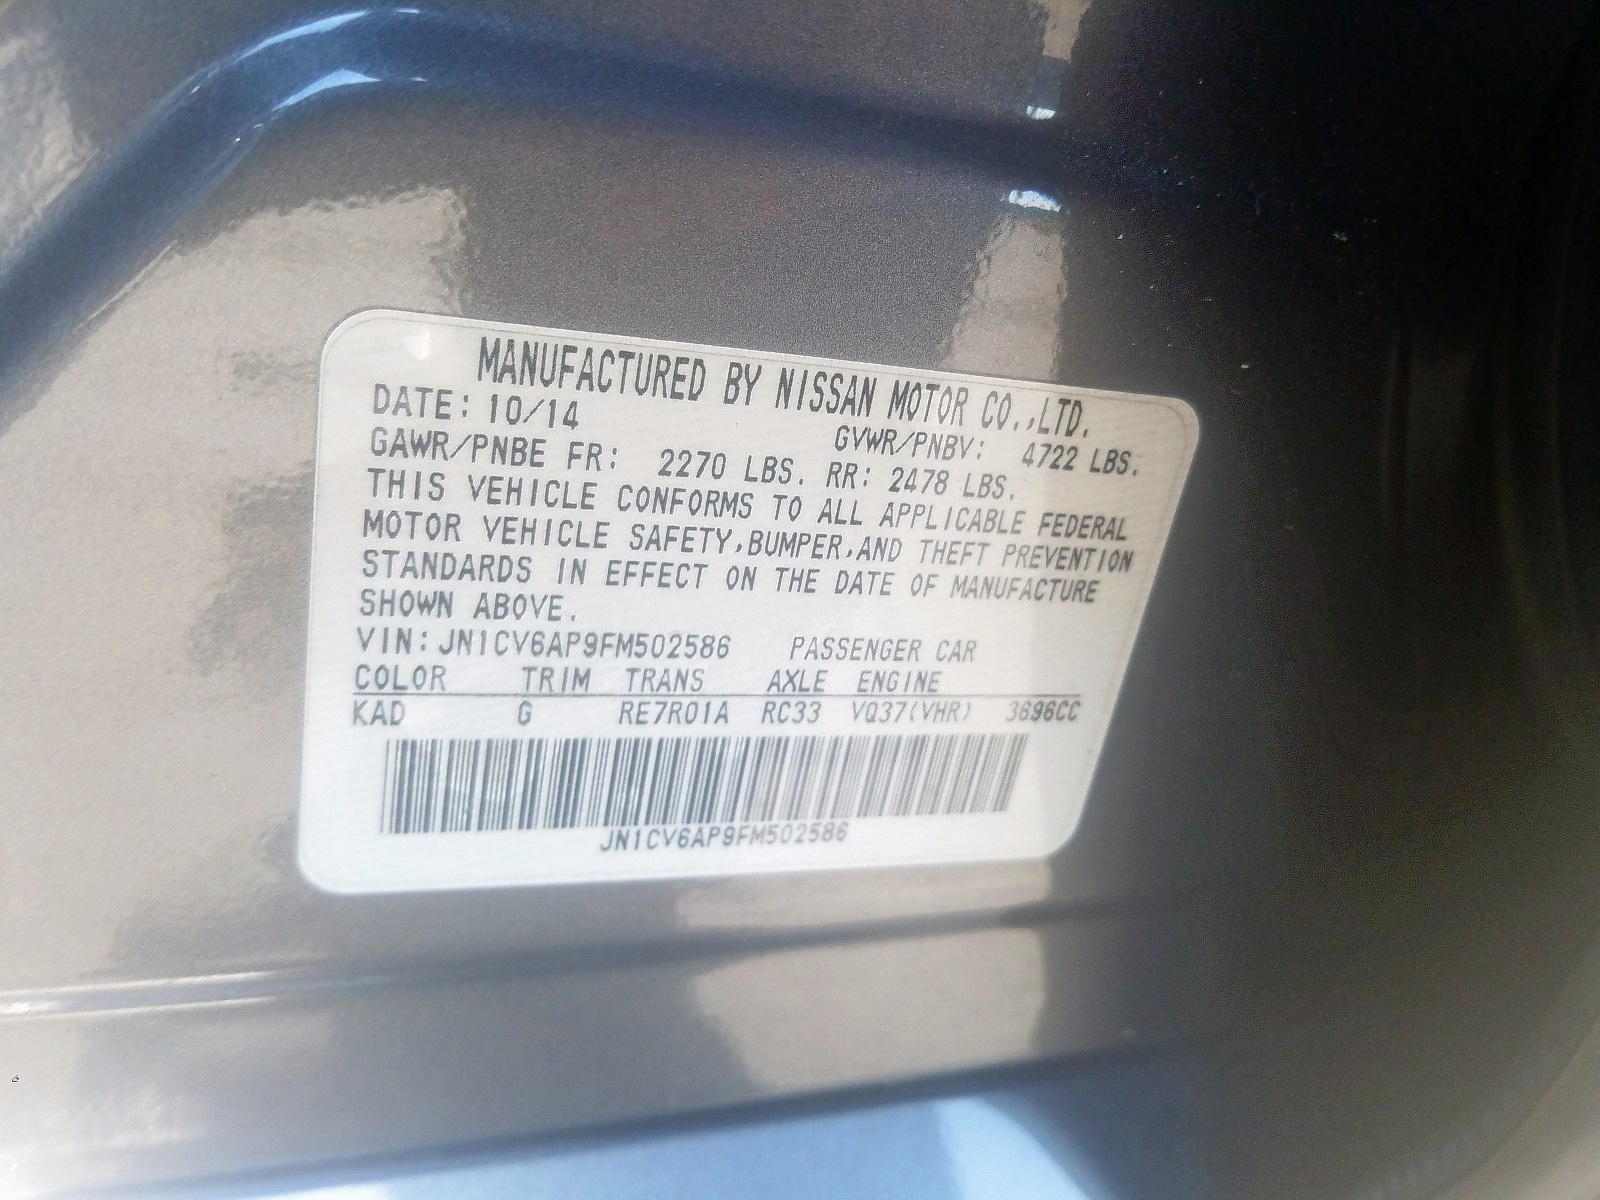 MANUFACTURED BY NISSAN MOTOR CO.,LTD.
DATE: 10/14 GVWR/PNBV: 4722 LBS.
GAWR/PNBE FR: 2270 LBS. RR: 2478 LBS.
THIS VEHICLE CONFORMS TO ALL APPLICABLE FEDERAL
MOTOR VEHICLE SAFETY,BUMPER,AND THEFT PREVENTION
STANDARDS IN EFFECT ON THE DATE OF MANUFACTURE
SHOWN ABOVE.
VIN: JN1CV6AP9FM502586 PASSENGER CAR
COLOR TRIM TRANS AXLE ENGINE
KAD G RE7R01A RC33 VQ37(VHR) 3696CC
JN1CV6AP9FM502586